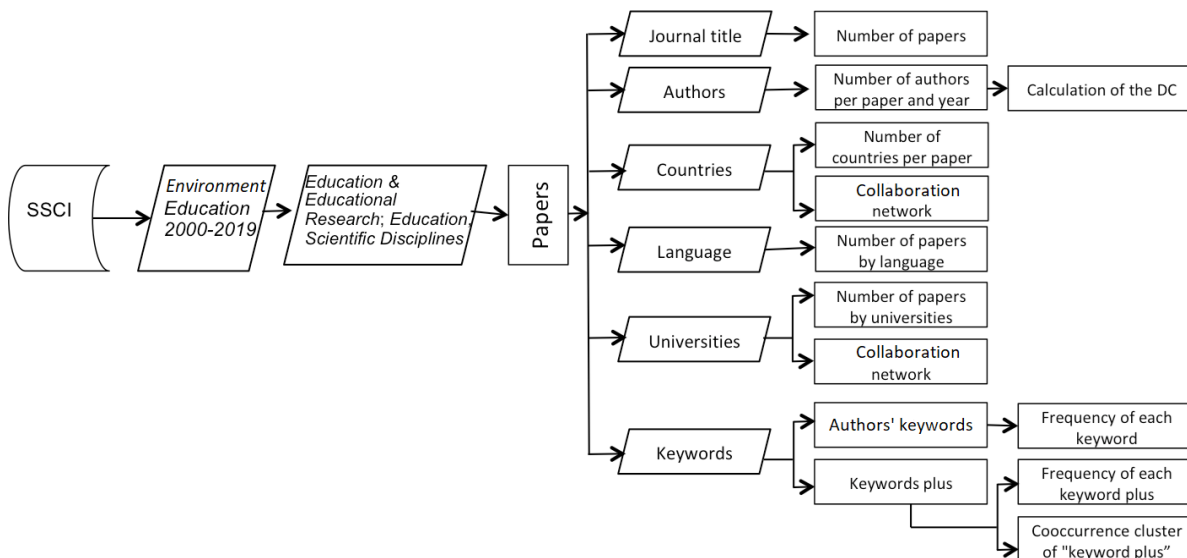 SSCI
Environment
Education
2000-2019
Education &
Educational
Research; Education,
Scientific Disciplines
Papers
Journal title
Number of papers
Authors
Number of authors
per paper and year
Calculation of the DC
Countries
Number of
countries per paper
Collaboration
network
Language
Number of papers
by language
Universities
Number of papers
by universities
Collaboration
network
Keywords
Authors' keywords
Frequency of each
keyword
Keywords plus
Frequency of each
keyword plus
Cooccurrence cluster
of "keyword plus”